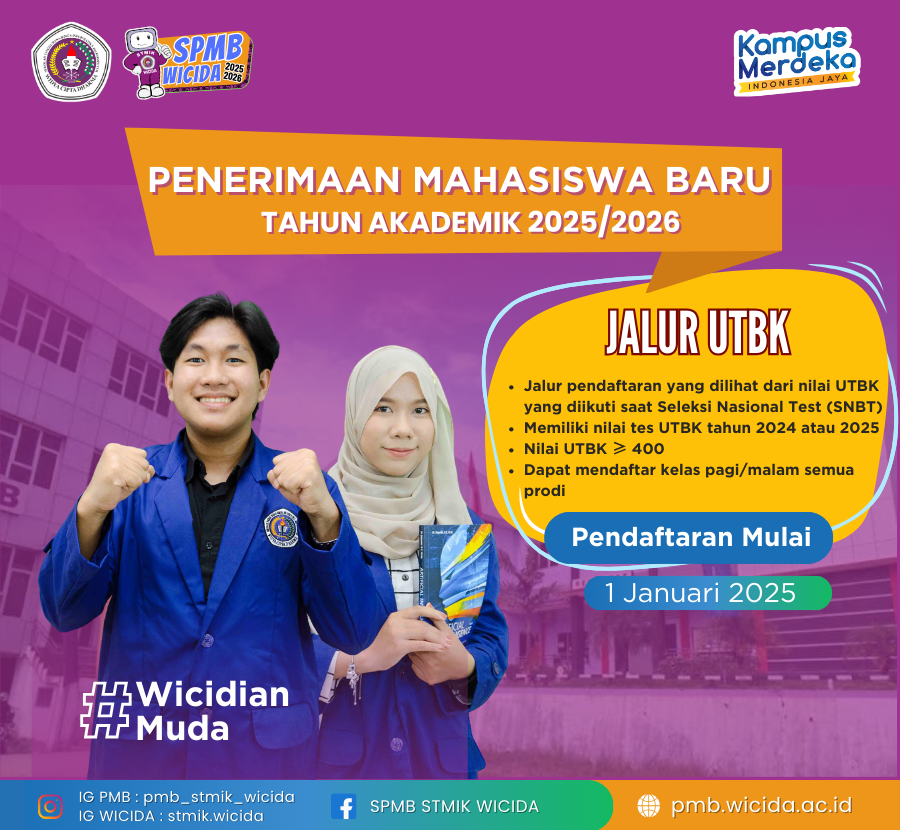 STMIK
WICIDA
SPMB
WICIDA
2025
2026
Kampus
Merdeka
INDONESIA JAYA
PENERIMAAN MAHASISWA BARU
TAHUN AKADEMIK 2025/2026
JALUR UTBK
• Jalur pendaftaran yang dilihat dari nilai UTBK
yang diikuti saat Seleksi Nasional Test (SNBT)
• Memiliki nilai tes UTBK tahun 2024 atau 2025
• Nilai UTBK ⩾ 400
• Dapat mendaftar kelas pagi/malam semua
prodi
Pendaftaran Mulai
1 Januari 2025
#Wicidian
Muda
IG PMB : pmb_stmik_wicida
IG WICIDA : stmik.wicida
SPMB STMIK WICIDA
pmb.wicida.ac.id